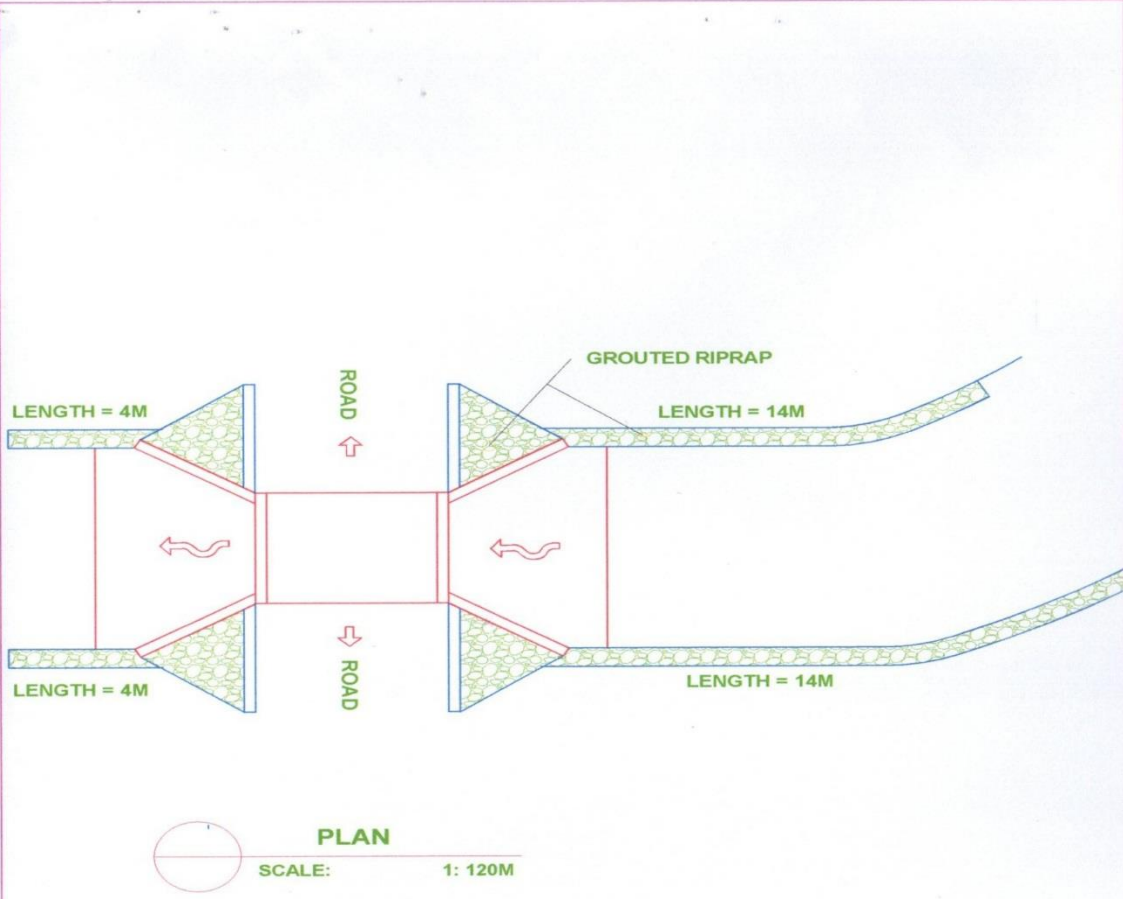 GROUTED RIPRAP
LENGTH = 4M
ROAD
LENGTH = 14M
LENGTH = 4M
ROAD
LENGTH = 14M
PLAN
SCALE: 1: 120M